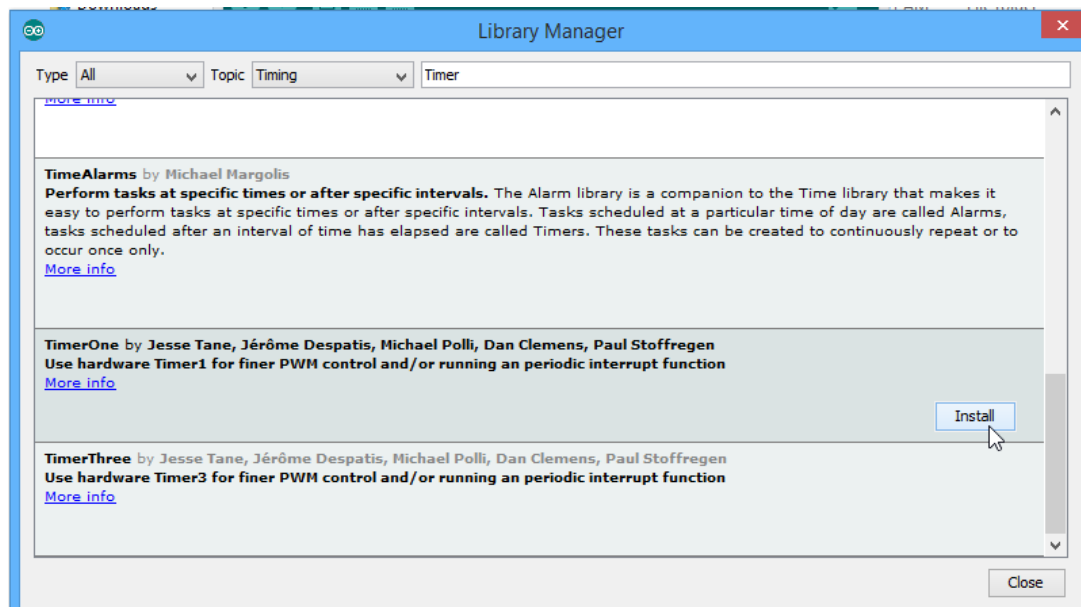 Downloads
Library Manager
Type All Topic Timing Timer
More info
TimeAlarms by Michael Margolis
Perform tasks at specific times or after specific intervals. The Alarm library is a companion to the Time library that makes it
easy to perform tasks at specific times or after specific intervals. Tasks scheduled at a particular time of day are called Alarms,
tasks scheduled after an interval of time has elapsed are called Timers. These tasks can be created to continuously repeat or to
occur once only.
More info
TimerOne by Jesse Tane, Jérôme Despatis, Michael Polli, Dan Clemens, Paul Stoffregen
Use hardware Timer1 for finer PWM control and/or running an periodic interrupt function
More info
Install
TimerThree by Jesse Tane, Jérôme Despatis, Michael Polli, Dan Clemens, Paul Stoffregen
Use hardware Timer3 for finer PWM control and/or running an periodic interrupt function
More info
Close